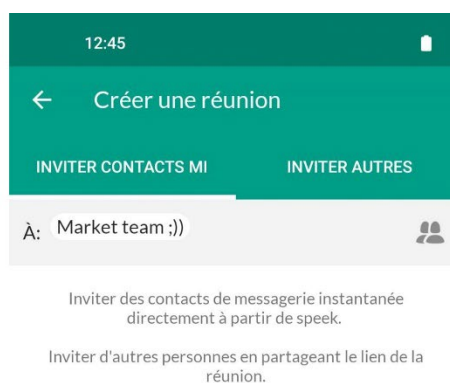 12:45
Créer une réunion
INVITER CONTACTS MI
INVITER AUTRES
À: Market team ;))
Inviter des contacts de messagerie instantanée
directement à partir de speek.
Inviter d'autres personnes en partageant le lien de la
réunion.